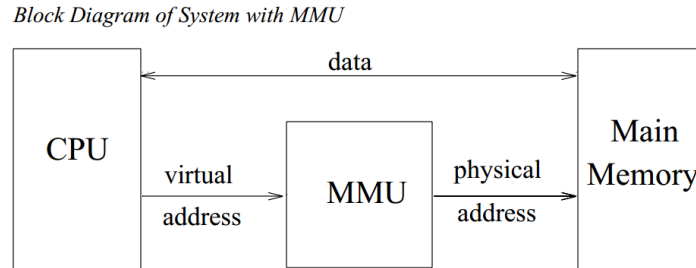 Block Diagram of System with MMU
data
CPU
virtual
address
MMU
physical
address
Main
Memory